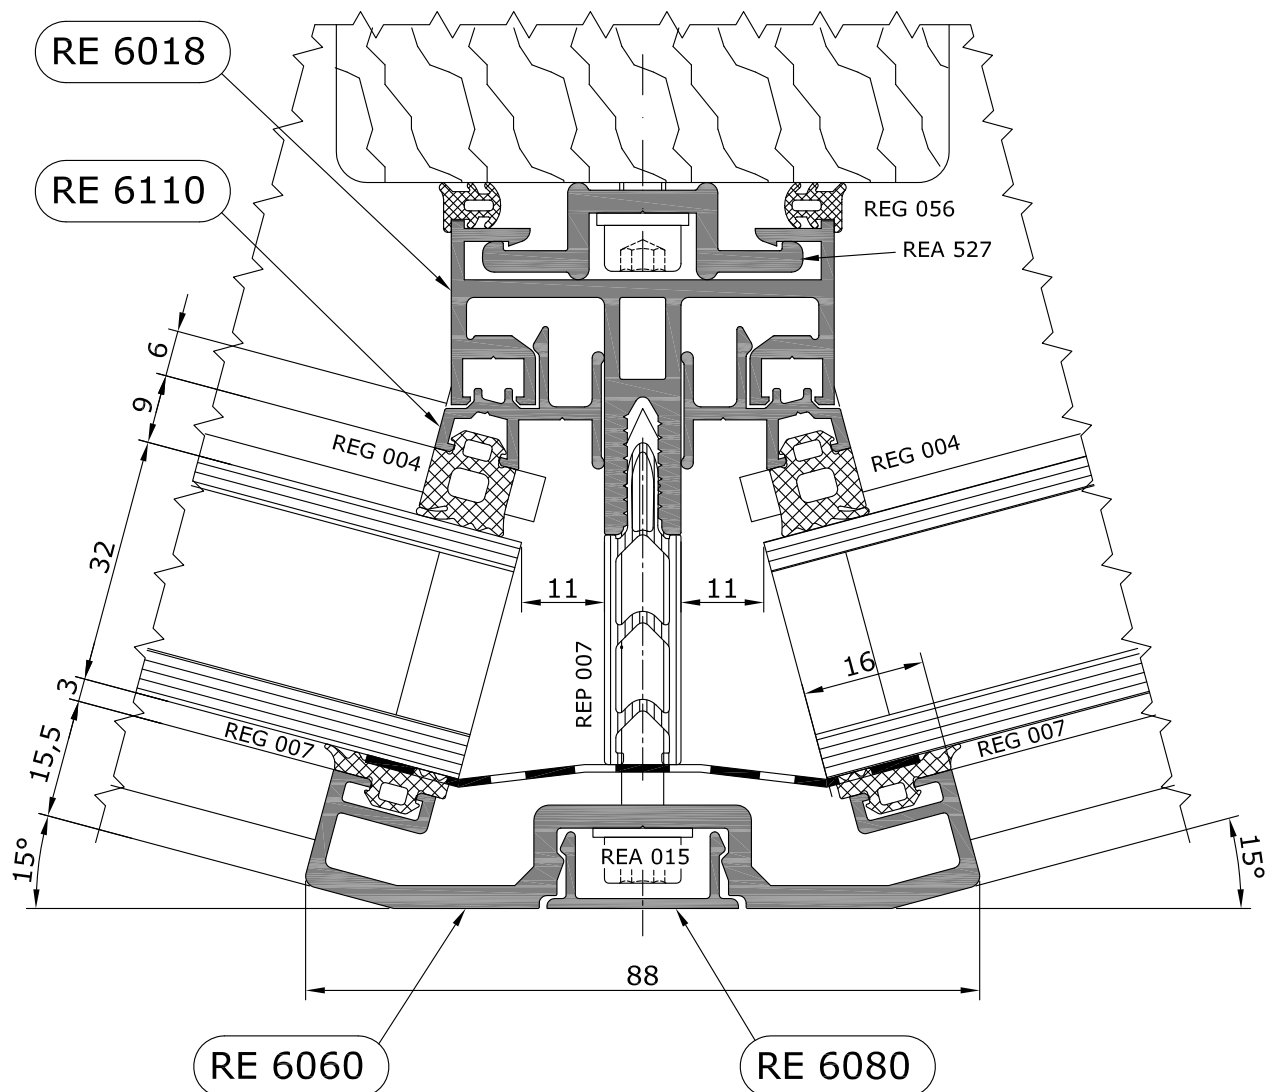 RE 6018
RE 6110
REG 056
REA 527
6
9
REG 004
REG 004
32
11
11
16
REP 007
3
REG 007
REG 007
15,5
15°
REA 015
15°
88
RE 6060
RE 6080